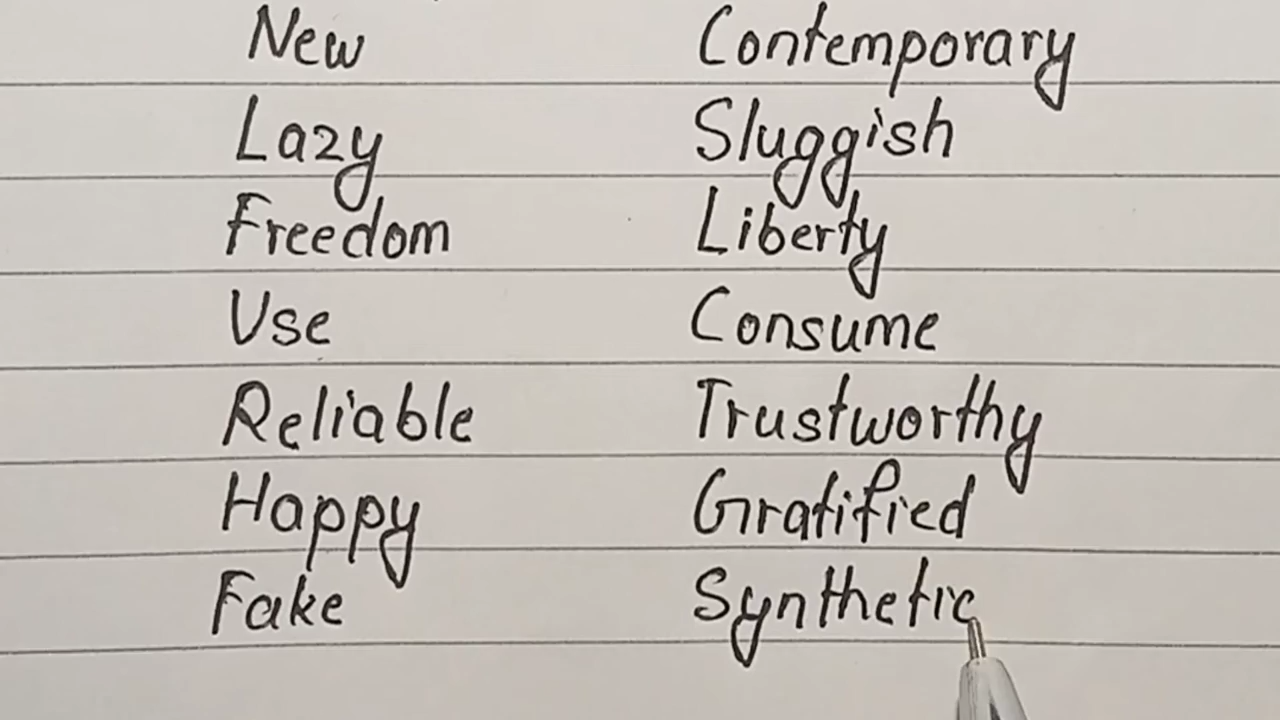 New Contemporary
Lazy Sluggish
Freedom Liberty
Use Consume
Reliable Trustworthy
Happy Gratified
Fake Synthetic